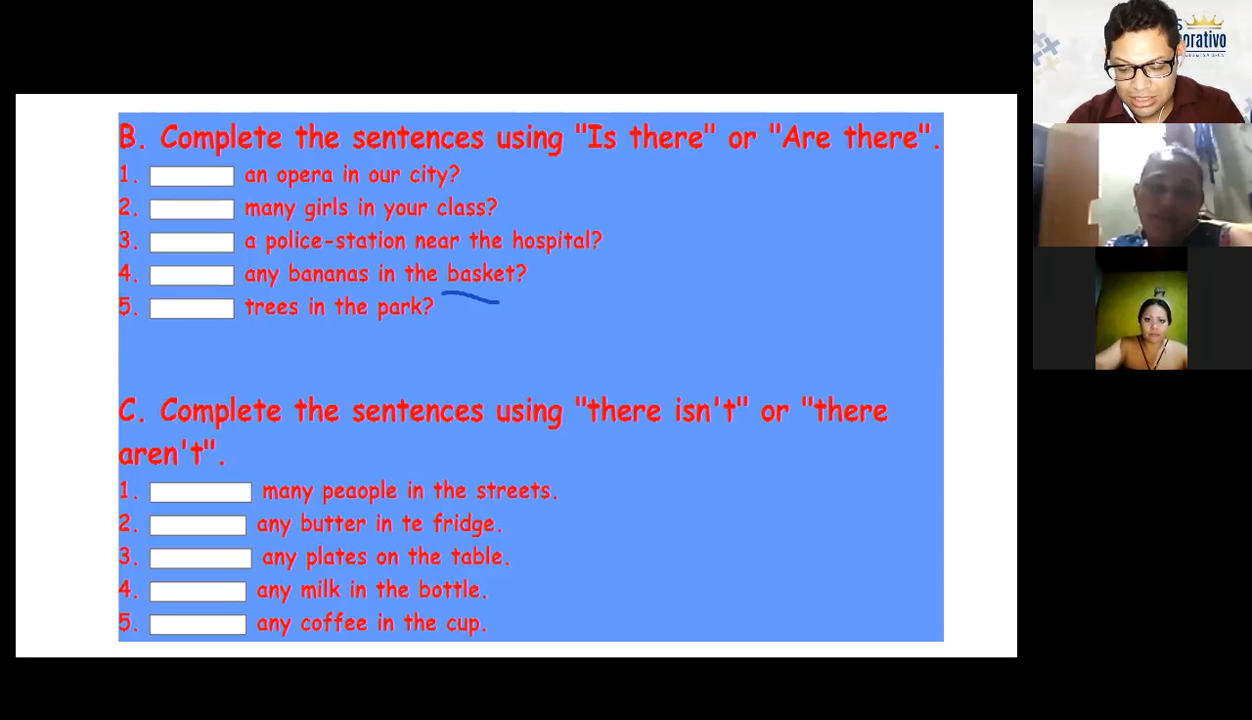 B. Complete the sentences using "Is there" or "Are there".
1. an opera in our city?
2. many girls in your class?
3. a police-station near the hospital?
4. any bananas in the basket?
5. trees in the park?
C. Complete the sentences using "there isn't" or "there
aren't".
1. many peaople in the streets.
2. any butter in te fridge.
3. any plates on the table.
4. any milk in the bottle.
5. any coffee in the cup.